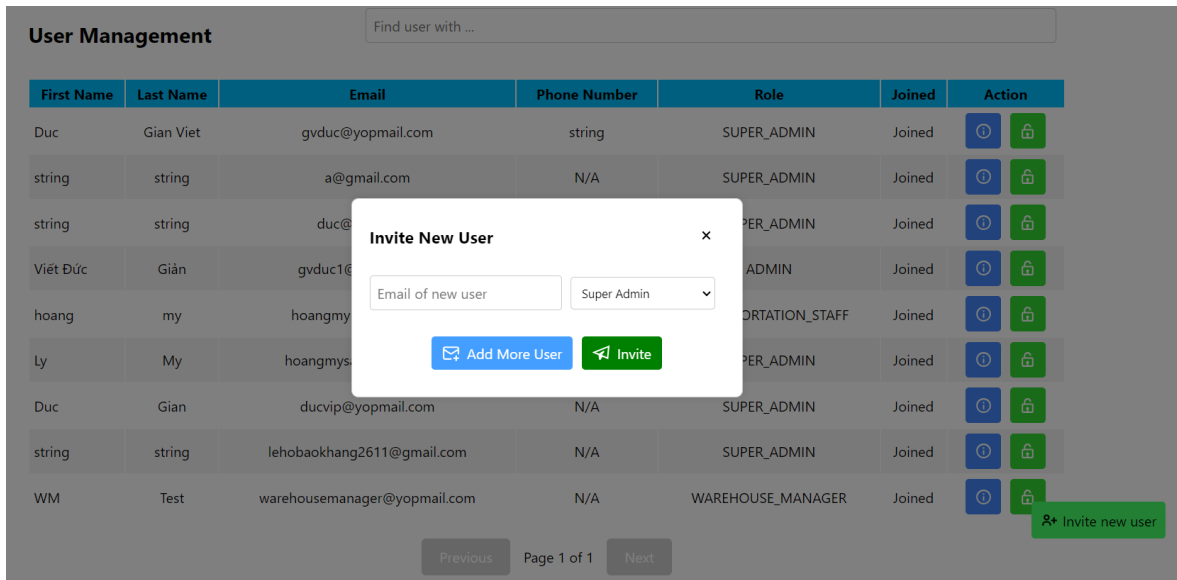 User Management
Find user with ...
First Name Last Name Email Phone Number Role Joined Action
Duc Gian Viet gvduc@yopmail.com string SUPER_ADMIN Joined
string string a@gmail.com N/A SUPER_ADMIN Joined
string string duc@ PER_ADMIN Joined
Invite New User ×
Viết Đức Giản gvduc1@ ADMIN Joined
Email of new user Super Admin
hoang my hoangmy ORTATION_STAFF Joined
Ly My hoangmys PER_ADMIN Joined
Add More User Invite
Duc Gian ducvip@yopmail.com N/A SUPER_ADMIN Joined
string string lehobaokhang2611@gmail.com N/A SUPER_ADMIN Joined
WM Test warehousemanager@yopmail.com N/A WAREHOUSE_MANAGER Joined
Invite new user
Previous Page 1 of 1 Next